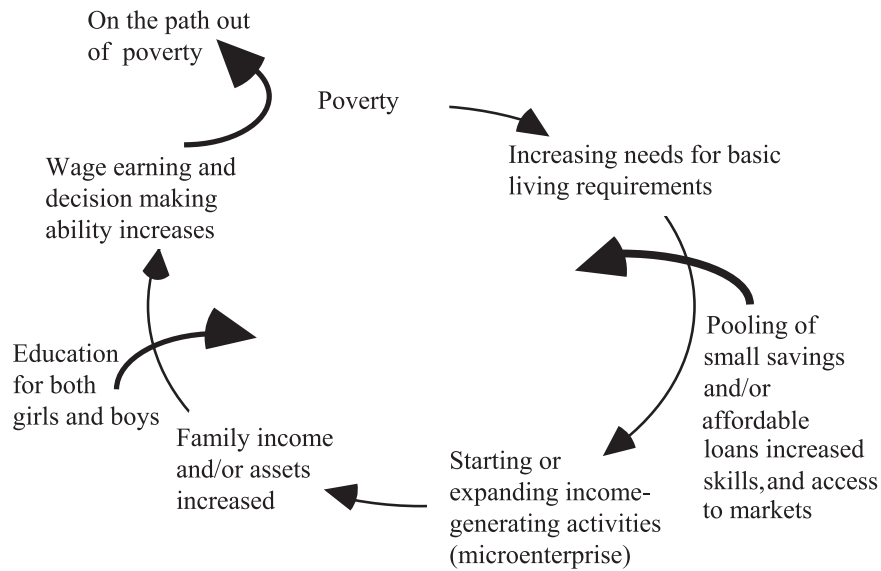 On the path out
of poverty
Poverty
Increasing needs for basic
living requirements
Wage earning and
decision making
ability increases
Pooling of
small savings
and/or
affordable
loans increased
skills,and access
to markets
Education
for both
girls and boys
Family income
and/or assets
increased
Starting or
expanding income-
generating activities
(microenterprise)